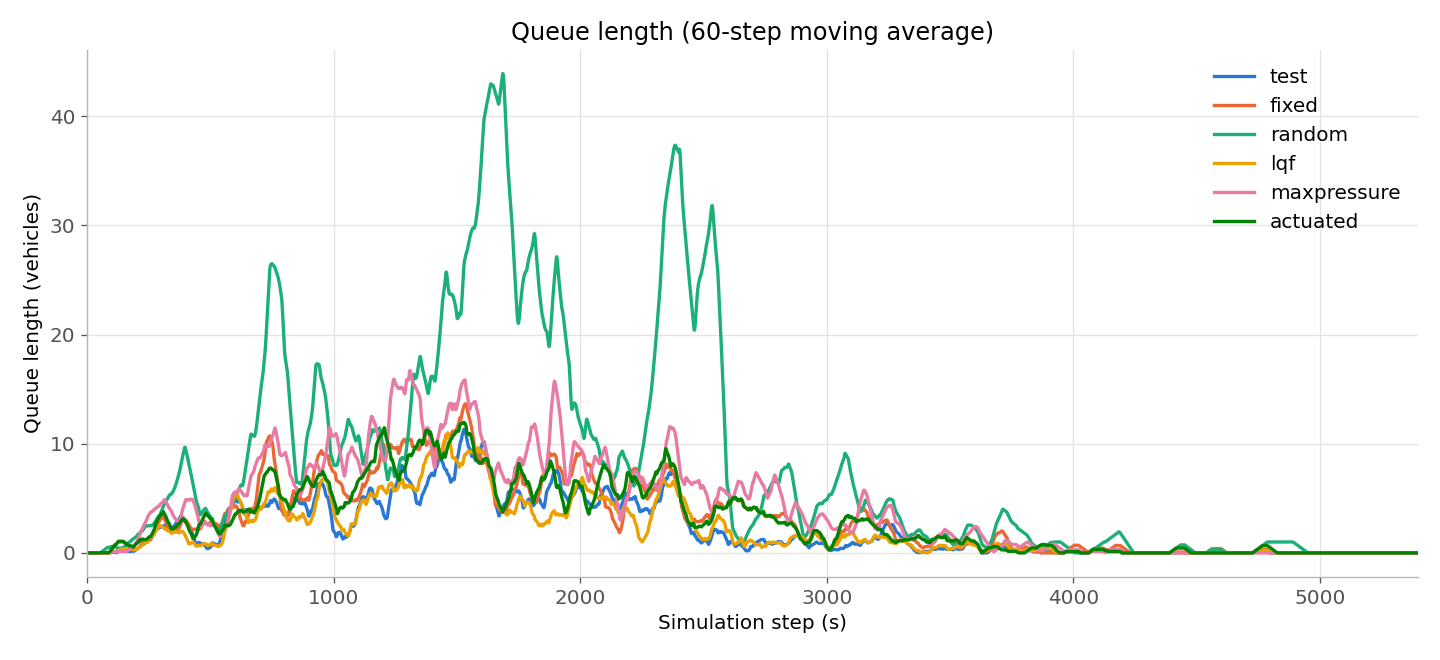 Queue length (60-step moving average)
test
fixed
random
lqf
maxpressure
actuated
Queue length (vehicles)
40
30
20
10
0
0 1000 2000 3000 4000 5000
Simulation step (s)